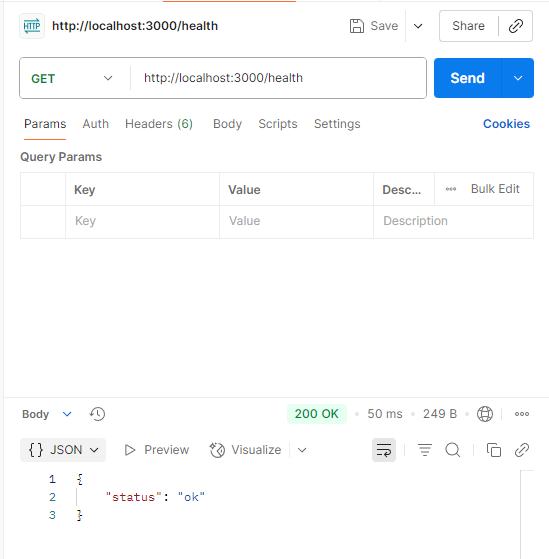 HTTP http://localhost:3000/health Save Share
GET http://localhost:3000/health Send
Params Auth Headers (6) Body Scripts Settings Cookies
Query Params
Key Value Desc... Bulk Edit
Key Value Description
Body 200 OK 50 ms 249 B
{} JSON Preview Visualize
1 {
2 "status": "ok"
3 }